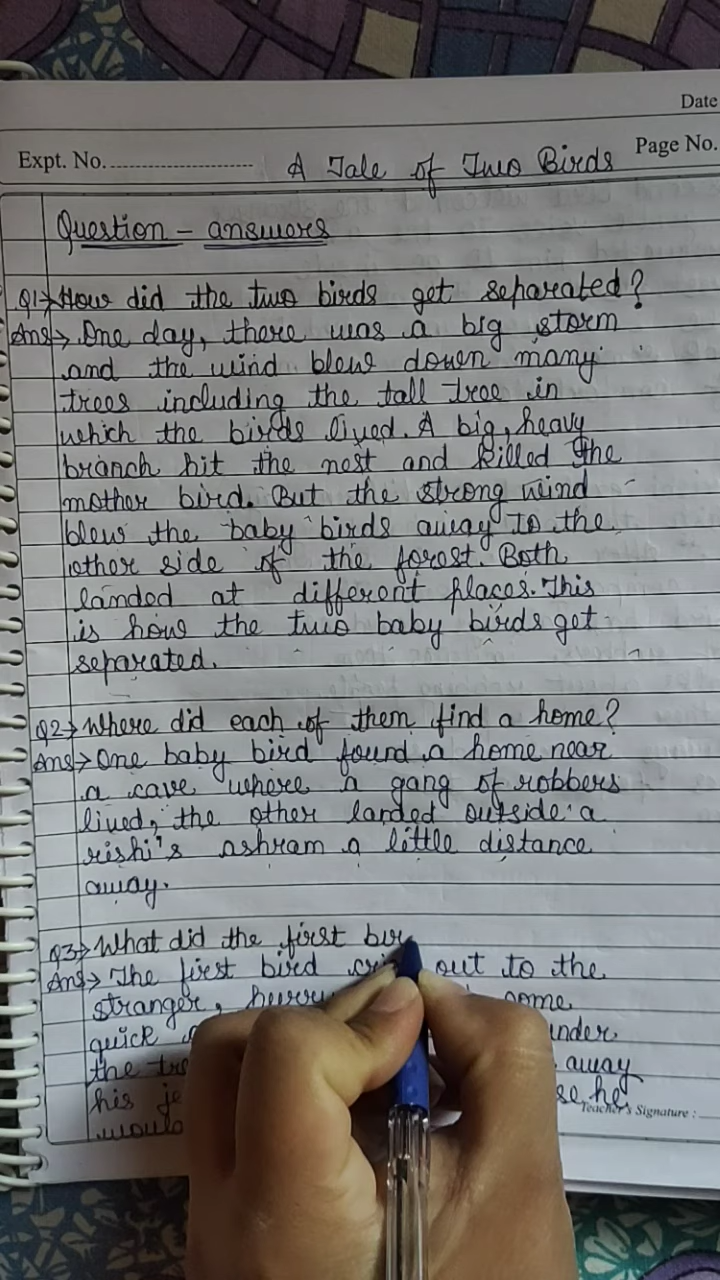 Date
Expt. No. A Tale of Two Birds Page No.
Question - answers
Q1→ How did the two birds get separated?
Ans→ One day, there was a big storm
and the wind blew down many
trees including the tall tree in
which the birds lived. A big, heavy
branch hit the nest and killed the
mother bird. But the strong wind
blew the baby birds away to the
other side of the forest. Both
landed at different places. This
is how the two baby birds get
separated.
Q2→ Where did each of them find a home?
Ans→ One baby bird found a home near
a cave where a gang of robbers
lived, the other landed outside a
rishi's ashram a little distance
away.
Q3→ What did the first
Ans→ The first bird out to the
stranger, come
quick under
the away
his he
Teacher's Signature :